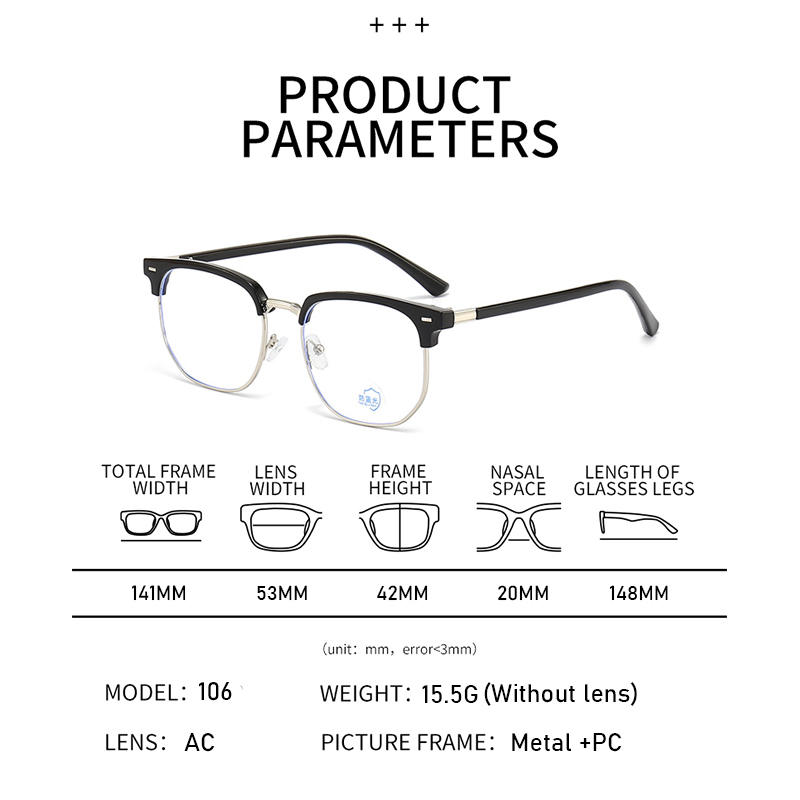 + + +
PRODUCT
PARAMETERS
防蓝光
TOTAL FRAME WIDTH
LENS WIDTH
FRAME HEIGHT
NASAL SPACE
LENGTH OF GLASSES LEGS
141MM 53MM 42MM 20MM 148MM
（unit：mm，error<3mm）
MODEL：106 WEIGHT：15.5G (Without lens)
LENS： AC PICTURE FRAME： Metal +PC